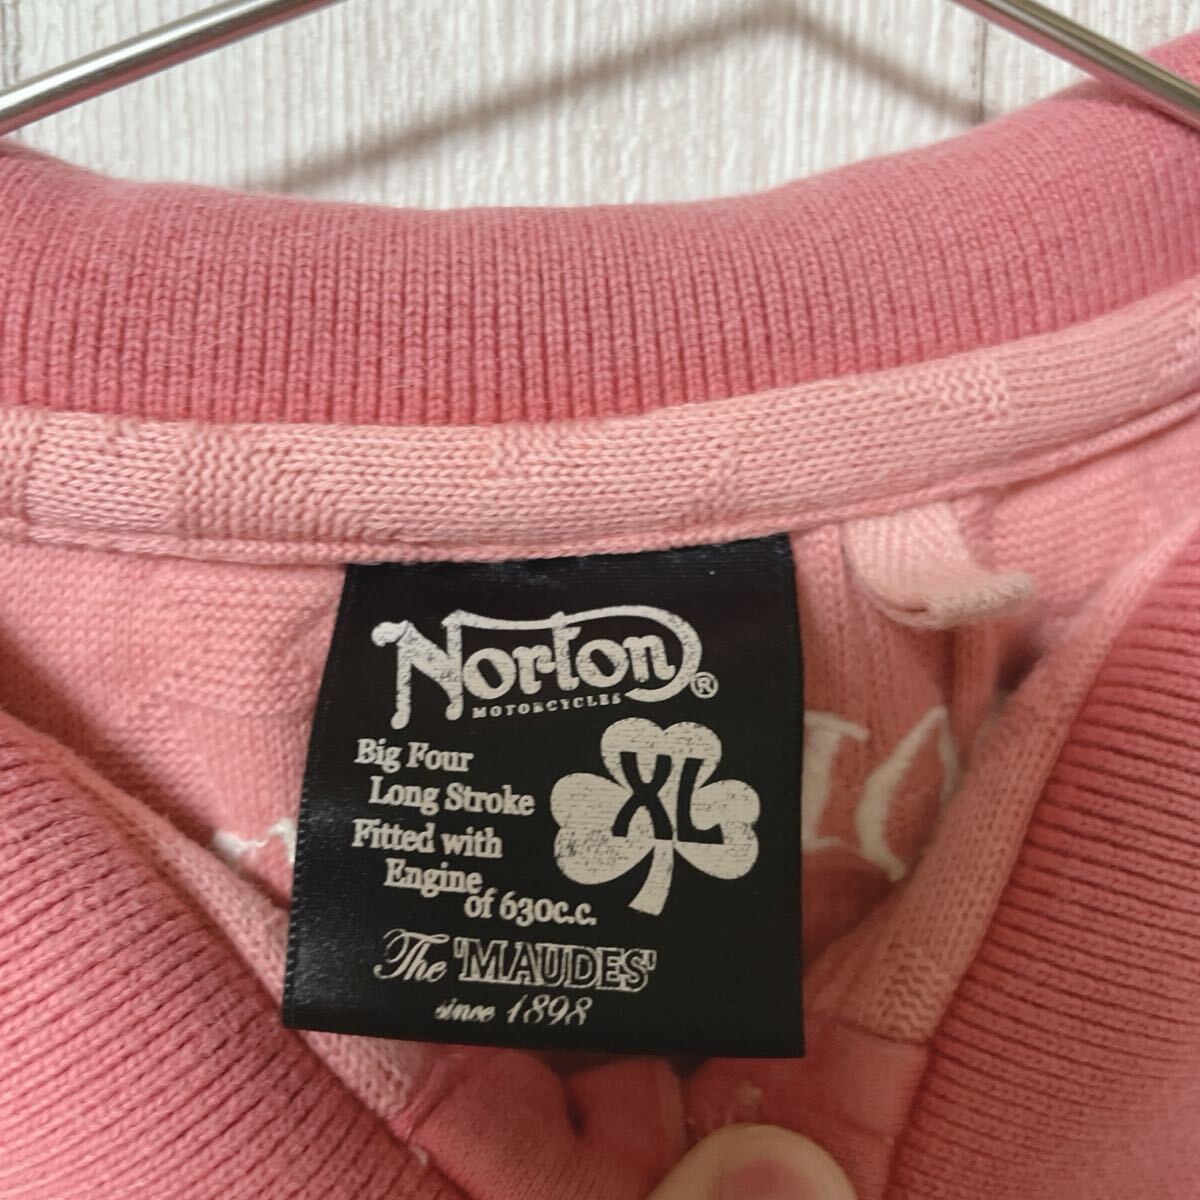 Norton®
MOTORCYCLES
Big Four
Long Stroke
Fitted with
Engine
of 630c.c.
XL
The 'MAUDES'
since 1898